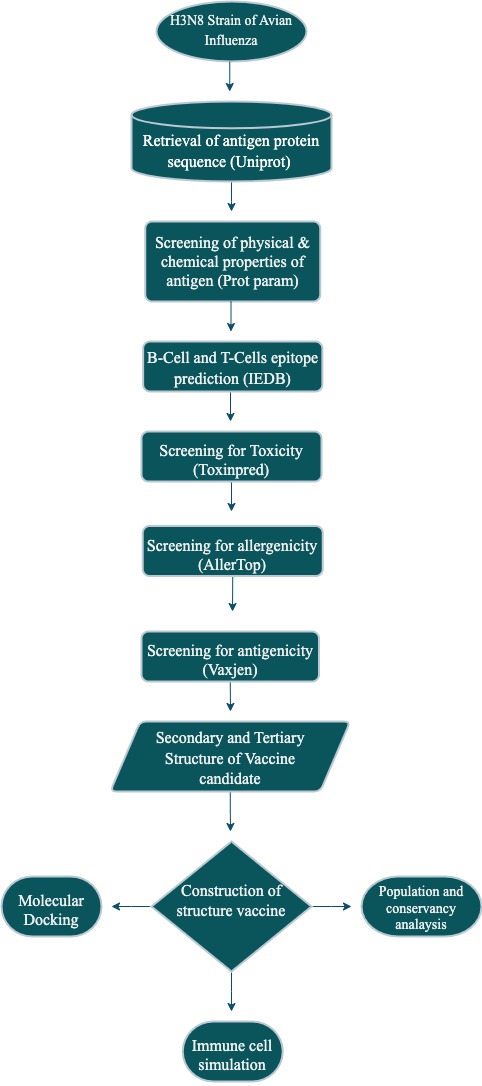 H3N8 Strain of Avian
Influenza
Retrieval of antigen protein
sequence (Uniprot)
Screening of physical &
chemical properties of
antigen (Prot param)
B-Cell and T-Cells epitope
prediction (IEDB)
Screening for Toxicity
(Toxinpred)
Screening for allergenicity
(AllerTop)
Screening for antigenicity
(Vaxjen)
Secondary and Tertiary
Structure of Vaccine
candidate
Construction of
structure vaccine
Molecular
Docking
Population and
conservancy
analaysis
Immune cell
simulation